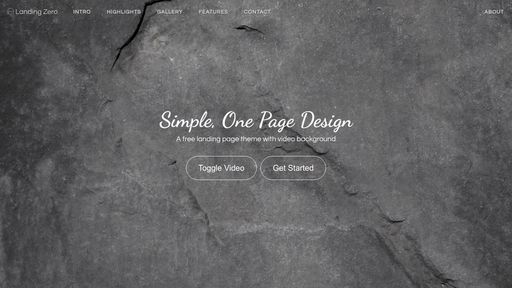 Landing Zero INTRO HIGHLIGHTS GALLERY FEATURES CONTACT ABOUT
Simple, One Page Design
A free landing page theme with video background
Toggle Video Get Started